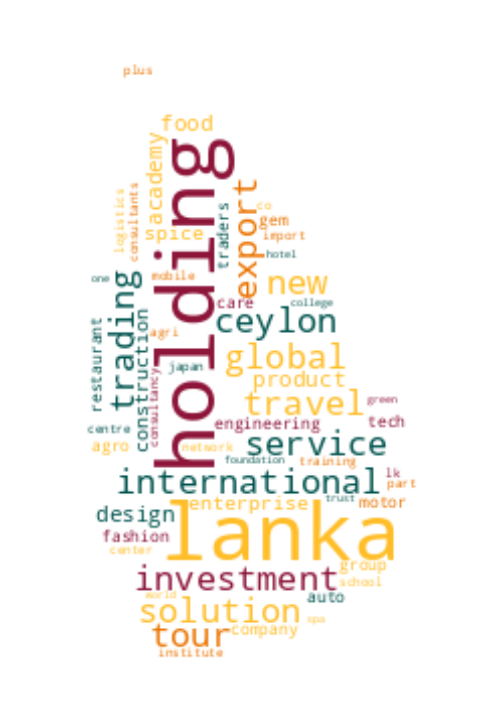 plus
food
academy
holding
logistics
consultants
spice
traders
export
co
gem
import
hotel
one
mobile
new
trading
care
college
restaurant
construction
agri
ceylon
consultancy
japan
global
product
travel
green
centre
engineering
tech
agro
network
service
foundation
training
international
lk
part
enterprise
trust
motor
design
lanka
fashion
center
group
investment
school
world
auto
solution
spa
tour
company
institute